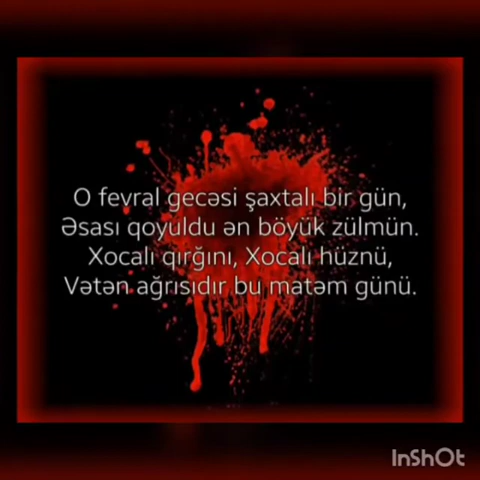 O fevral gecəsi şaxtalı bir gün,
Əsası qoyuldu ən böyük zülmün.
Xocalı qırğını, Xocalı hüznü,
Vətən ağrısıdır bu matəm günü.
InShOt